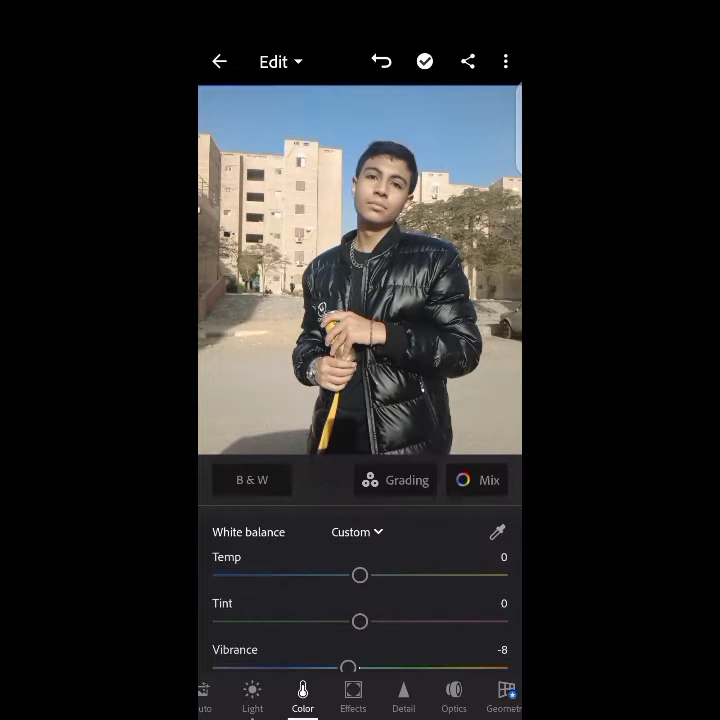 Edit
B & W
Grading
Mix
White balance
Custom
Temp
0
Tint
0
Vibrance
-8
uto
Light
Color
Effects
Detail
Optics
Geometr